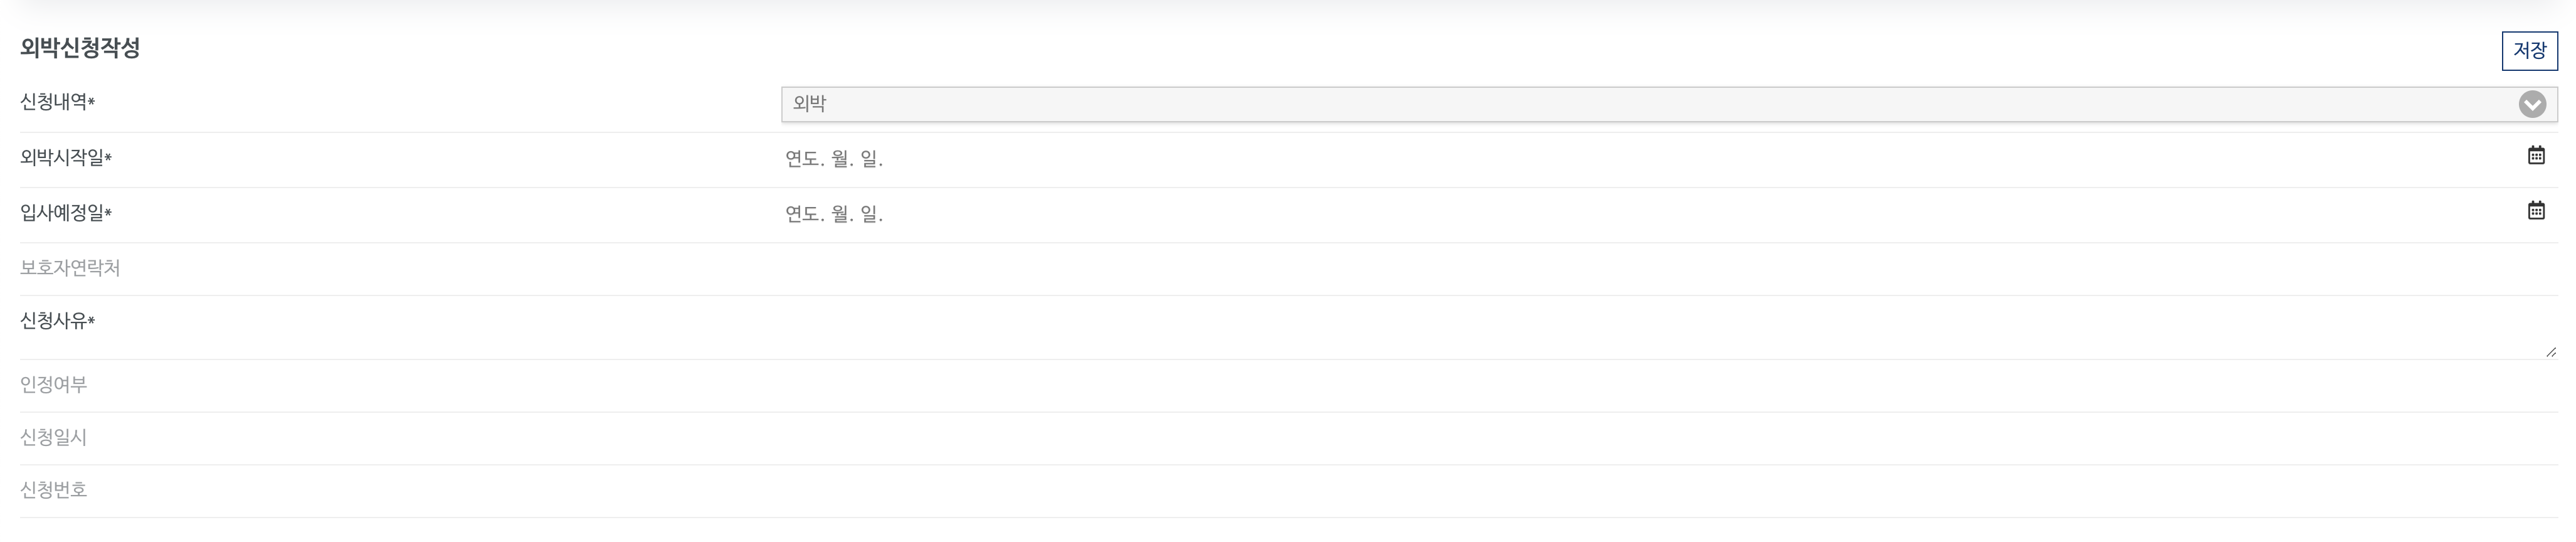 외박신청작성
저장
신청내역*
외박
외박시작일*
연도. 월. 일.
입사예정일*
연도. 월. 일.
보호자연락처
신청사유*
인정여부
신청일시
신청번호